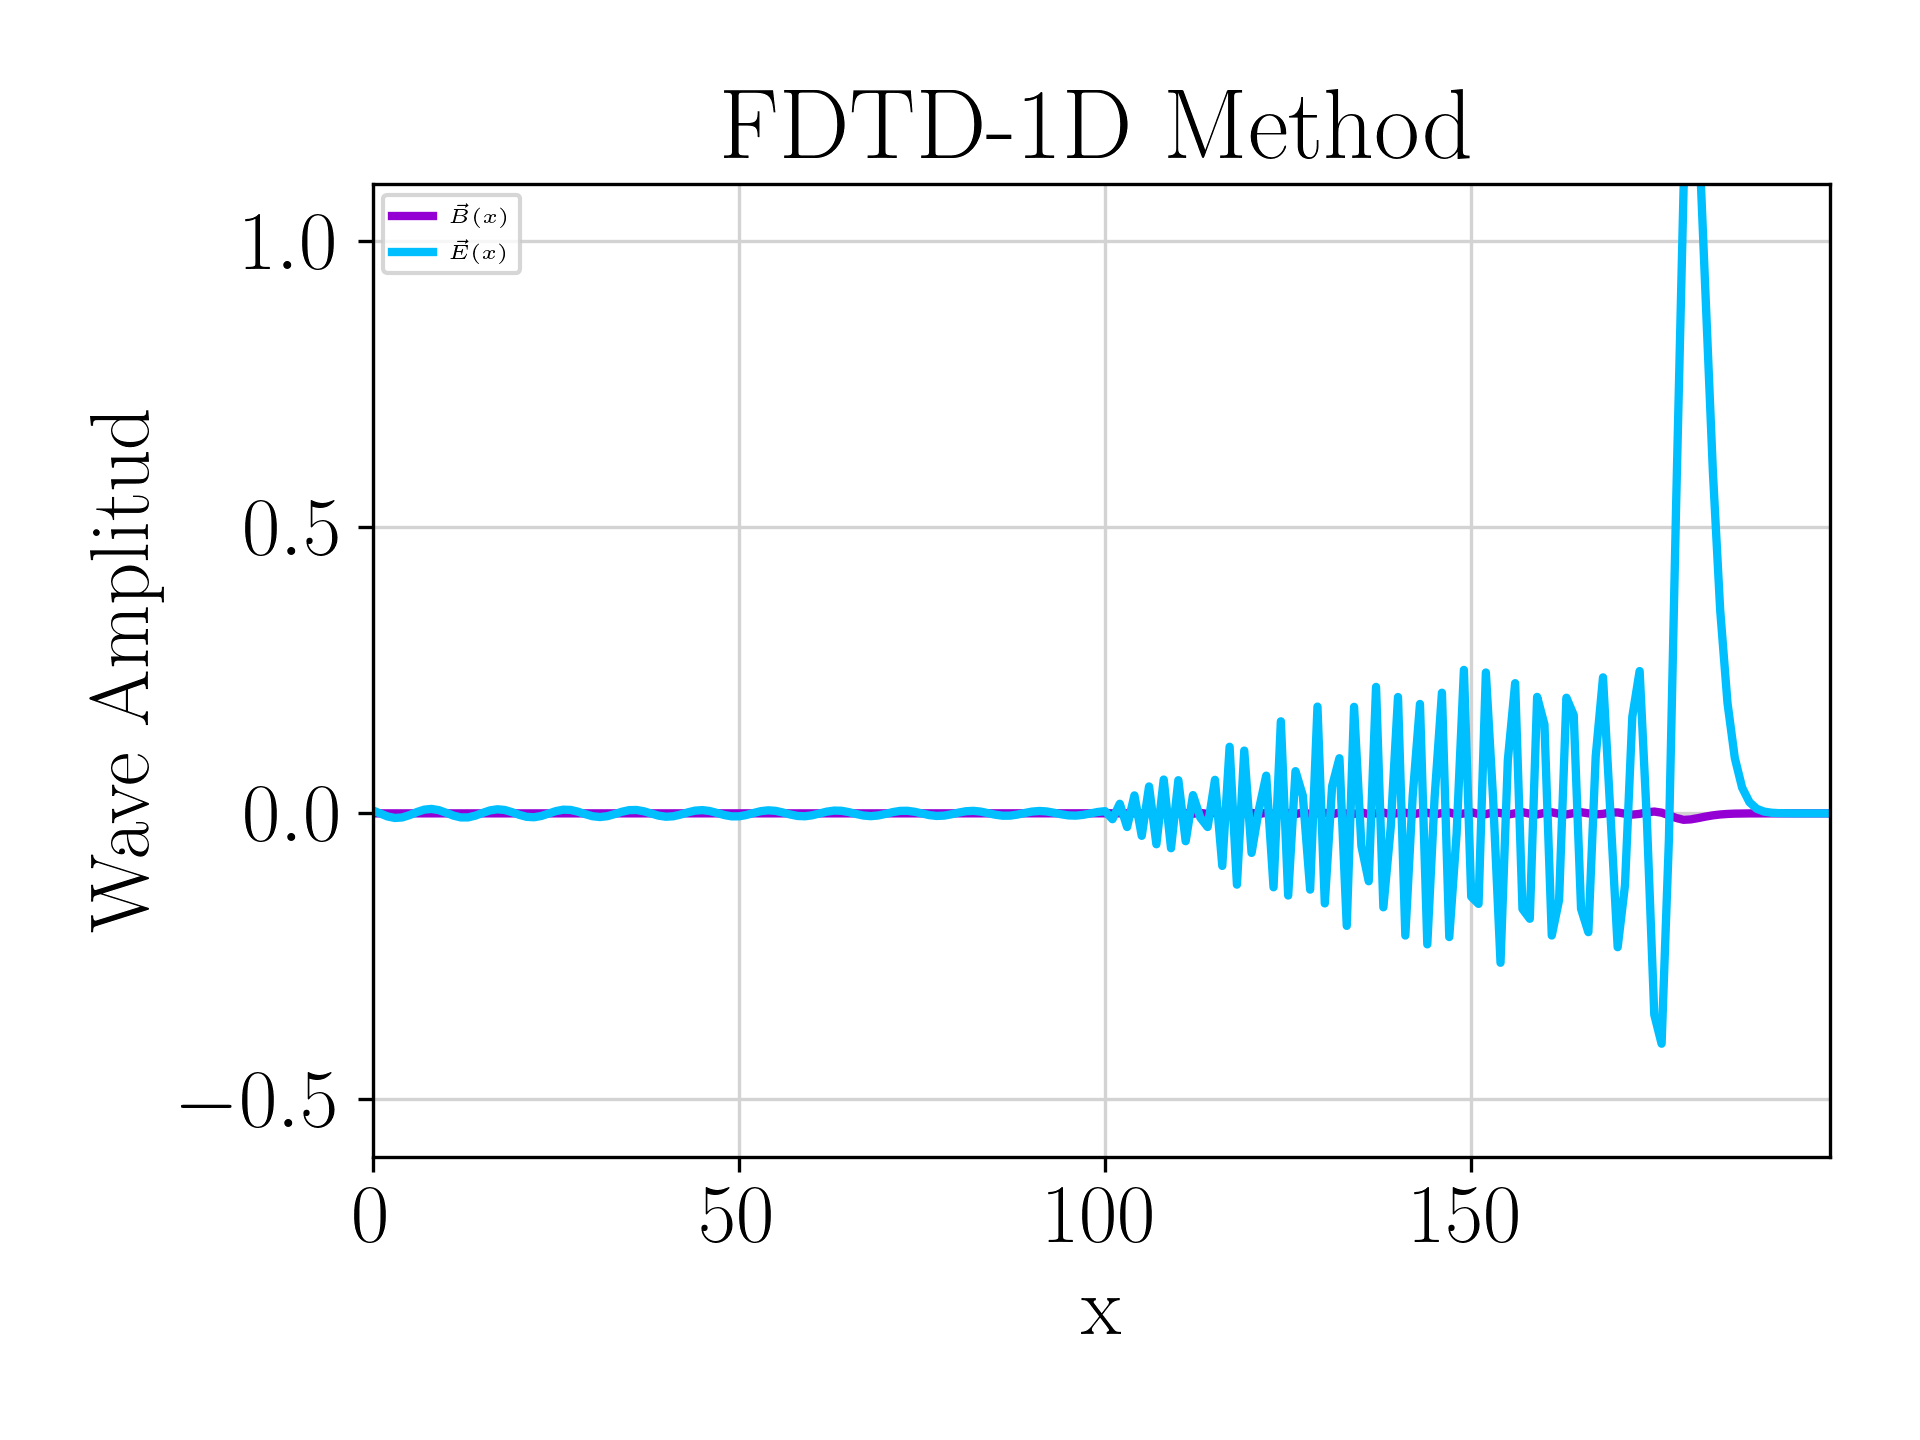 FDTD-1D Method
$\vec{B}(x)$
$\vec{E}(x)$
Wave Amplitud
1.0
0.5
0.0
−0.5
0 50 100 150
x